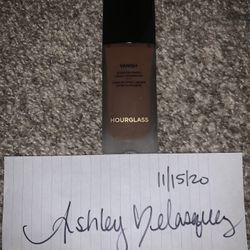 VANISH
HOURGLASS
11/15/20
Ashley Velasquez